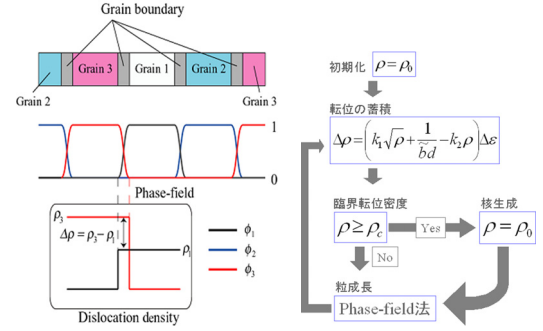 Grain boundary
Grain 3
Grain 1
Grain 2
Grain 2
Grain 3
1
0
Phase-field
ρ₃
Δρ = ρ₃ − ρ₁
ρ₁
Dislocation density
ϕ₁
ϕ₂
ϕ₃
初期化
ρ = ρ₀
転位の蓄積
Δρ = (k₁√ρ + 1/b̃d − k₂ρ)Δε
臨界転位密度
ρ ≥ ρc
Yes
核生成
ρ = ρ₀
No
粒成長
Phase-field法